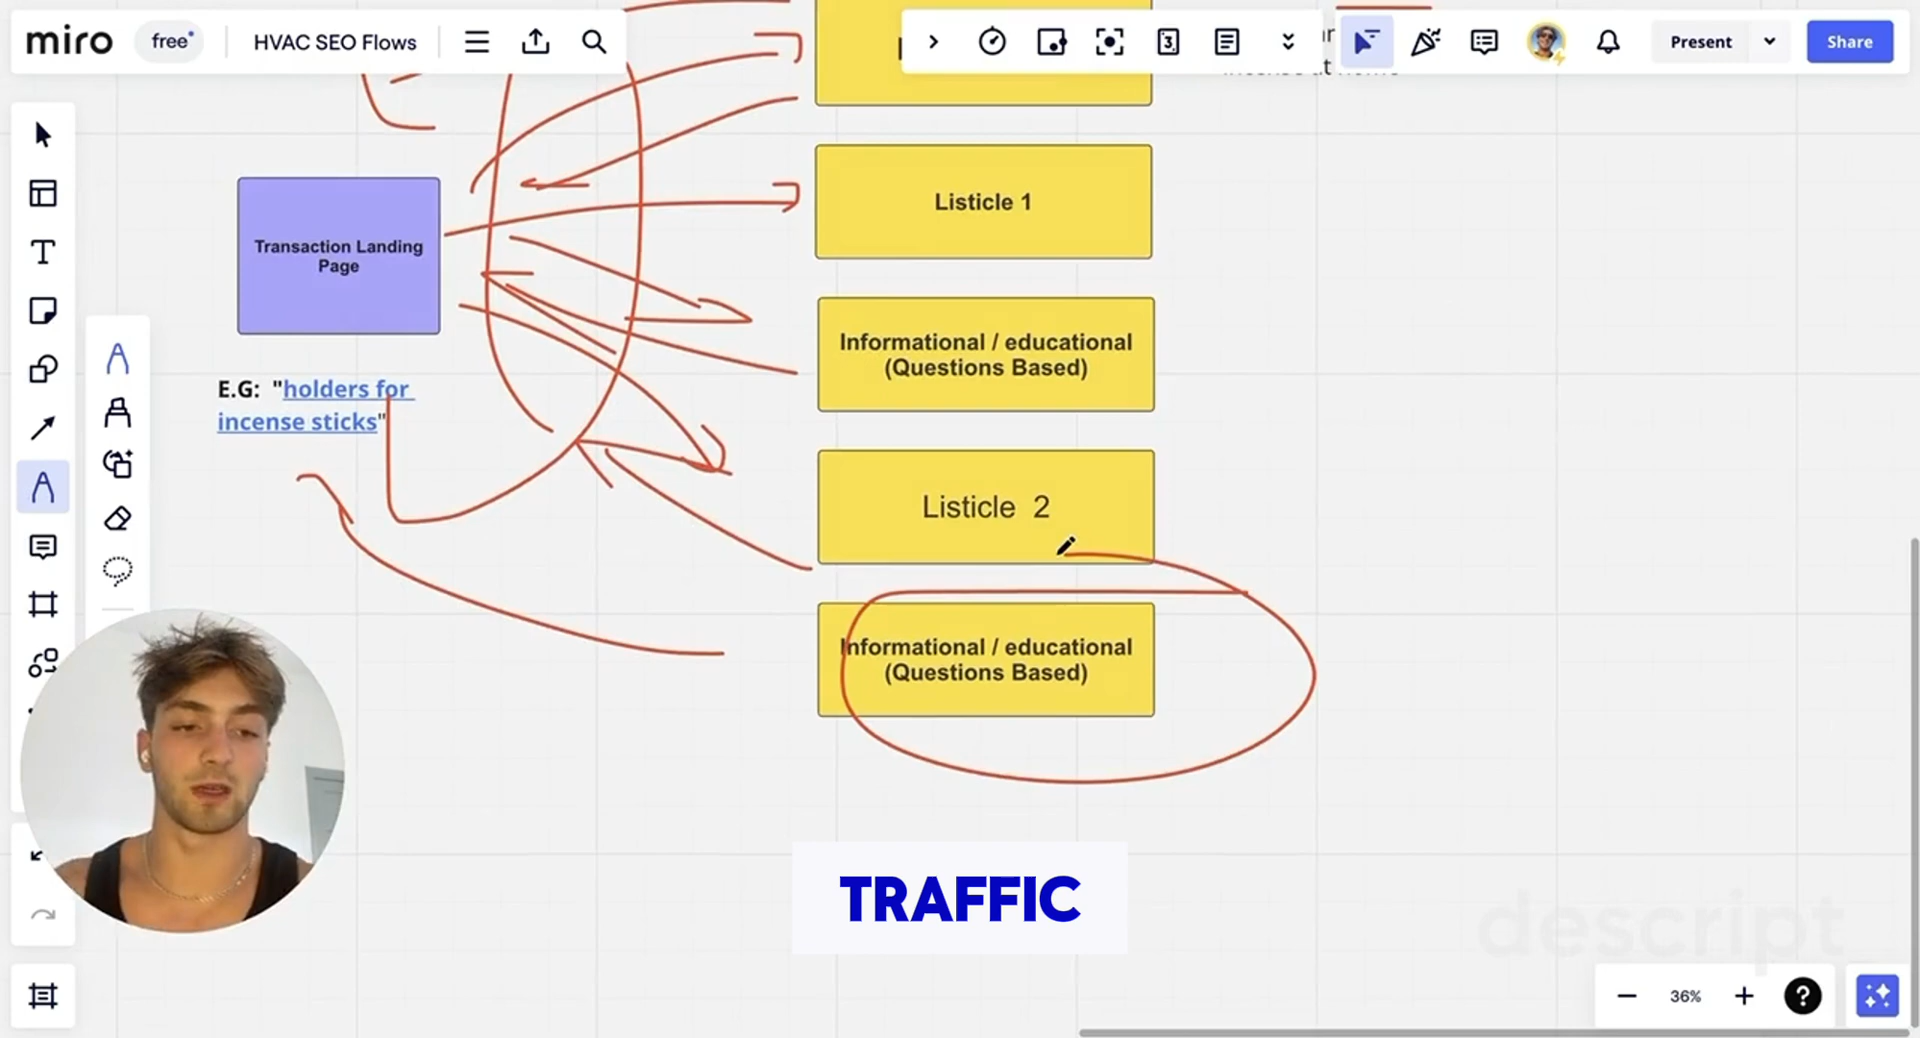 miro
free
HVAC SEO Flows
3
Present
Share
Listicle 1
Transaction Landing
Page
Informational / educational
(Questions Based)
E.G: "holders for
incense sticks"
Listicle 2
Informational / educational
(Questions Based)
TRAFFIC
descript
36%
?